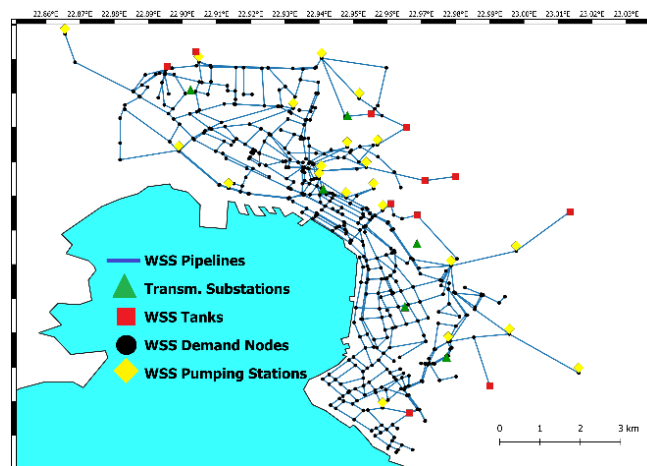 22.86°E 22.87°E 22.88°E 22.89°E 22.90°E 22.91°E 22.92°E 22.93°E 22.94°E 22.95°E 22.96°E 22.97°E 22.98°E 22.99°E 23.00°E 23.01°E 23.02°E 23.03°E
WSS Pipelines
Transm. Substations
WSS Tanks
WSS Demand Nodes
WSS Pumping Stations
0 1 2 3 km